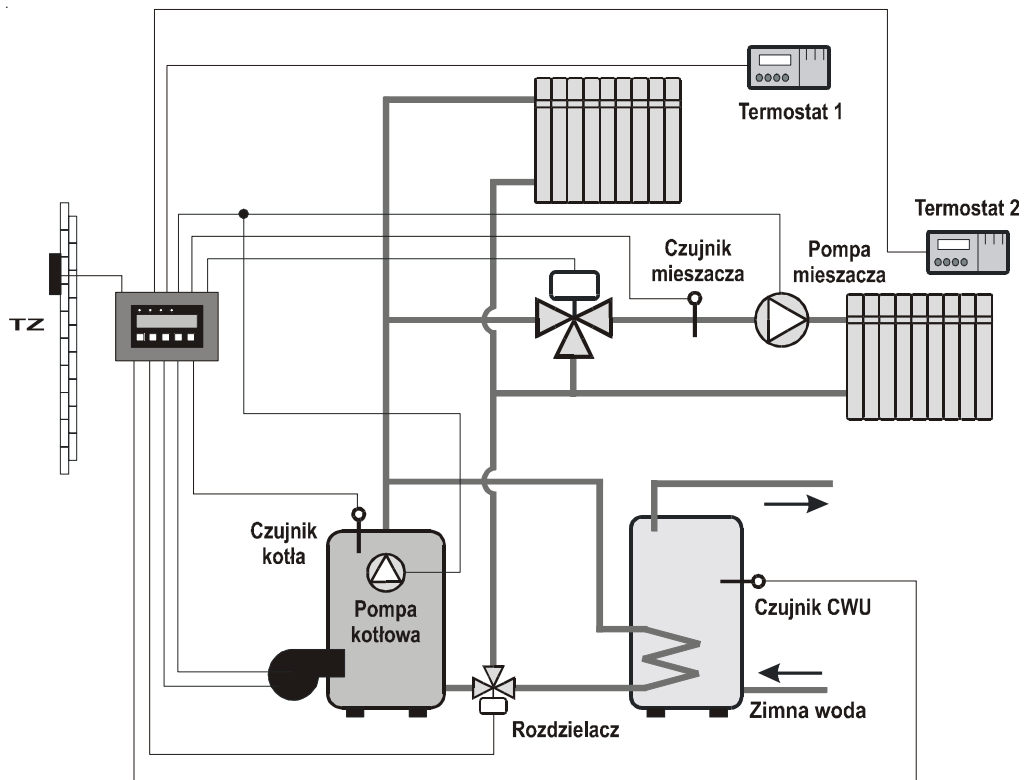 Termostat 1
Termostat 2
Czujnik
mieszacza
Pompa
mieszacza
TZ
Czujnik
kotła
Pompa
kotłowa
Czujnik CWU
Zimna woda
Rozdzielacz